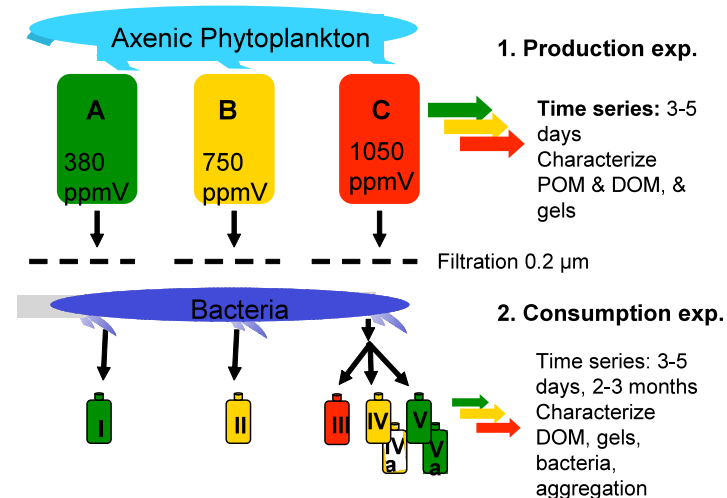 Axenic Phytoplankton
1. Production exp.
A
B
C
380
ppmV
750
ppmV
1050
ppmV
Time series: 3-5
days
Characterize
POM & DOM, &
gels
Filtration 0.2 µm
Bacteria
2. Consumption exp.
Time series: 3-5
days, 2-3 months
Characterize
DOM, gels,
bacteria,
aggregation
I
II
III
IV
V
IV
a
V
a